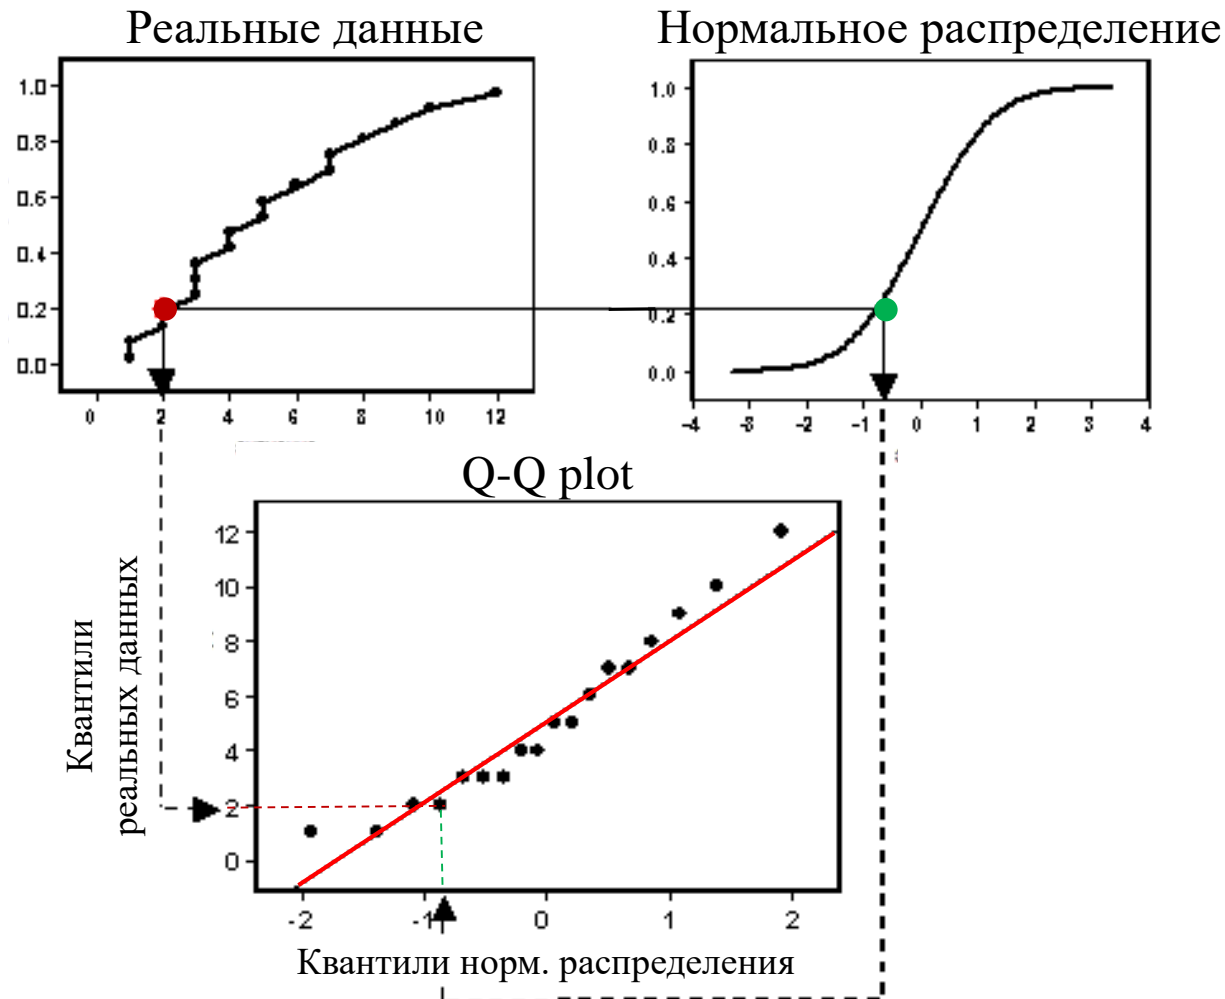 Реальные данные
Нормальное распределение
1.0
0.8
0.6
0.4
0.2
0.0
0 2 4 6 8 10 12
1.0
0.8
0.6
0.4
0.2
0.0
-4 -3 -2 -1 0 1 2 3 4
Q-Q plot
Квантили
реальных данных
12
10
8
6
4
2
0
-2 -1 0 1 2
Квантили норм. распределения